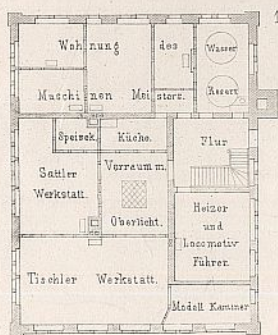 Wohnung des
Maschinen Meisters.
Wasser
Reserv.
Speisek.
Küche.
Flur
Sattler
Werkstatt.
Vorraum m.
Oberlicht.
Heizer
und
Locomotiv
Führer.
Tischler Werkstatt.
Modell Kammer